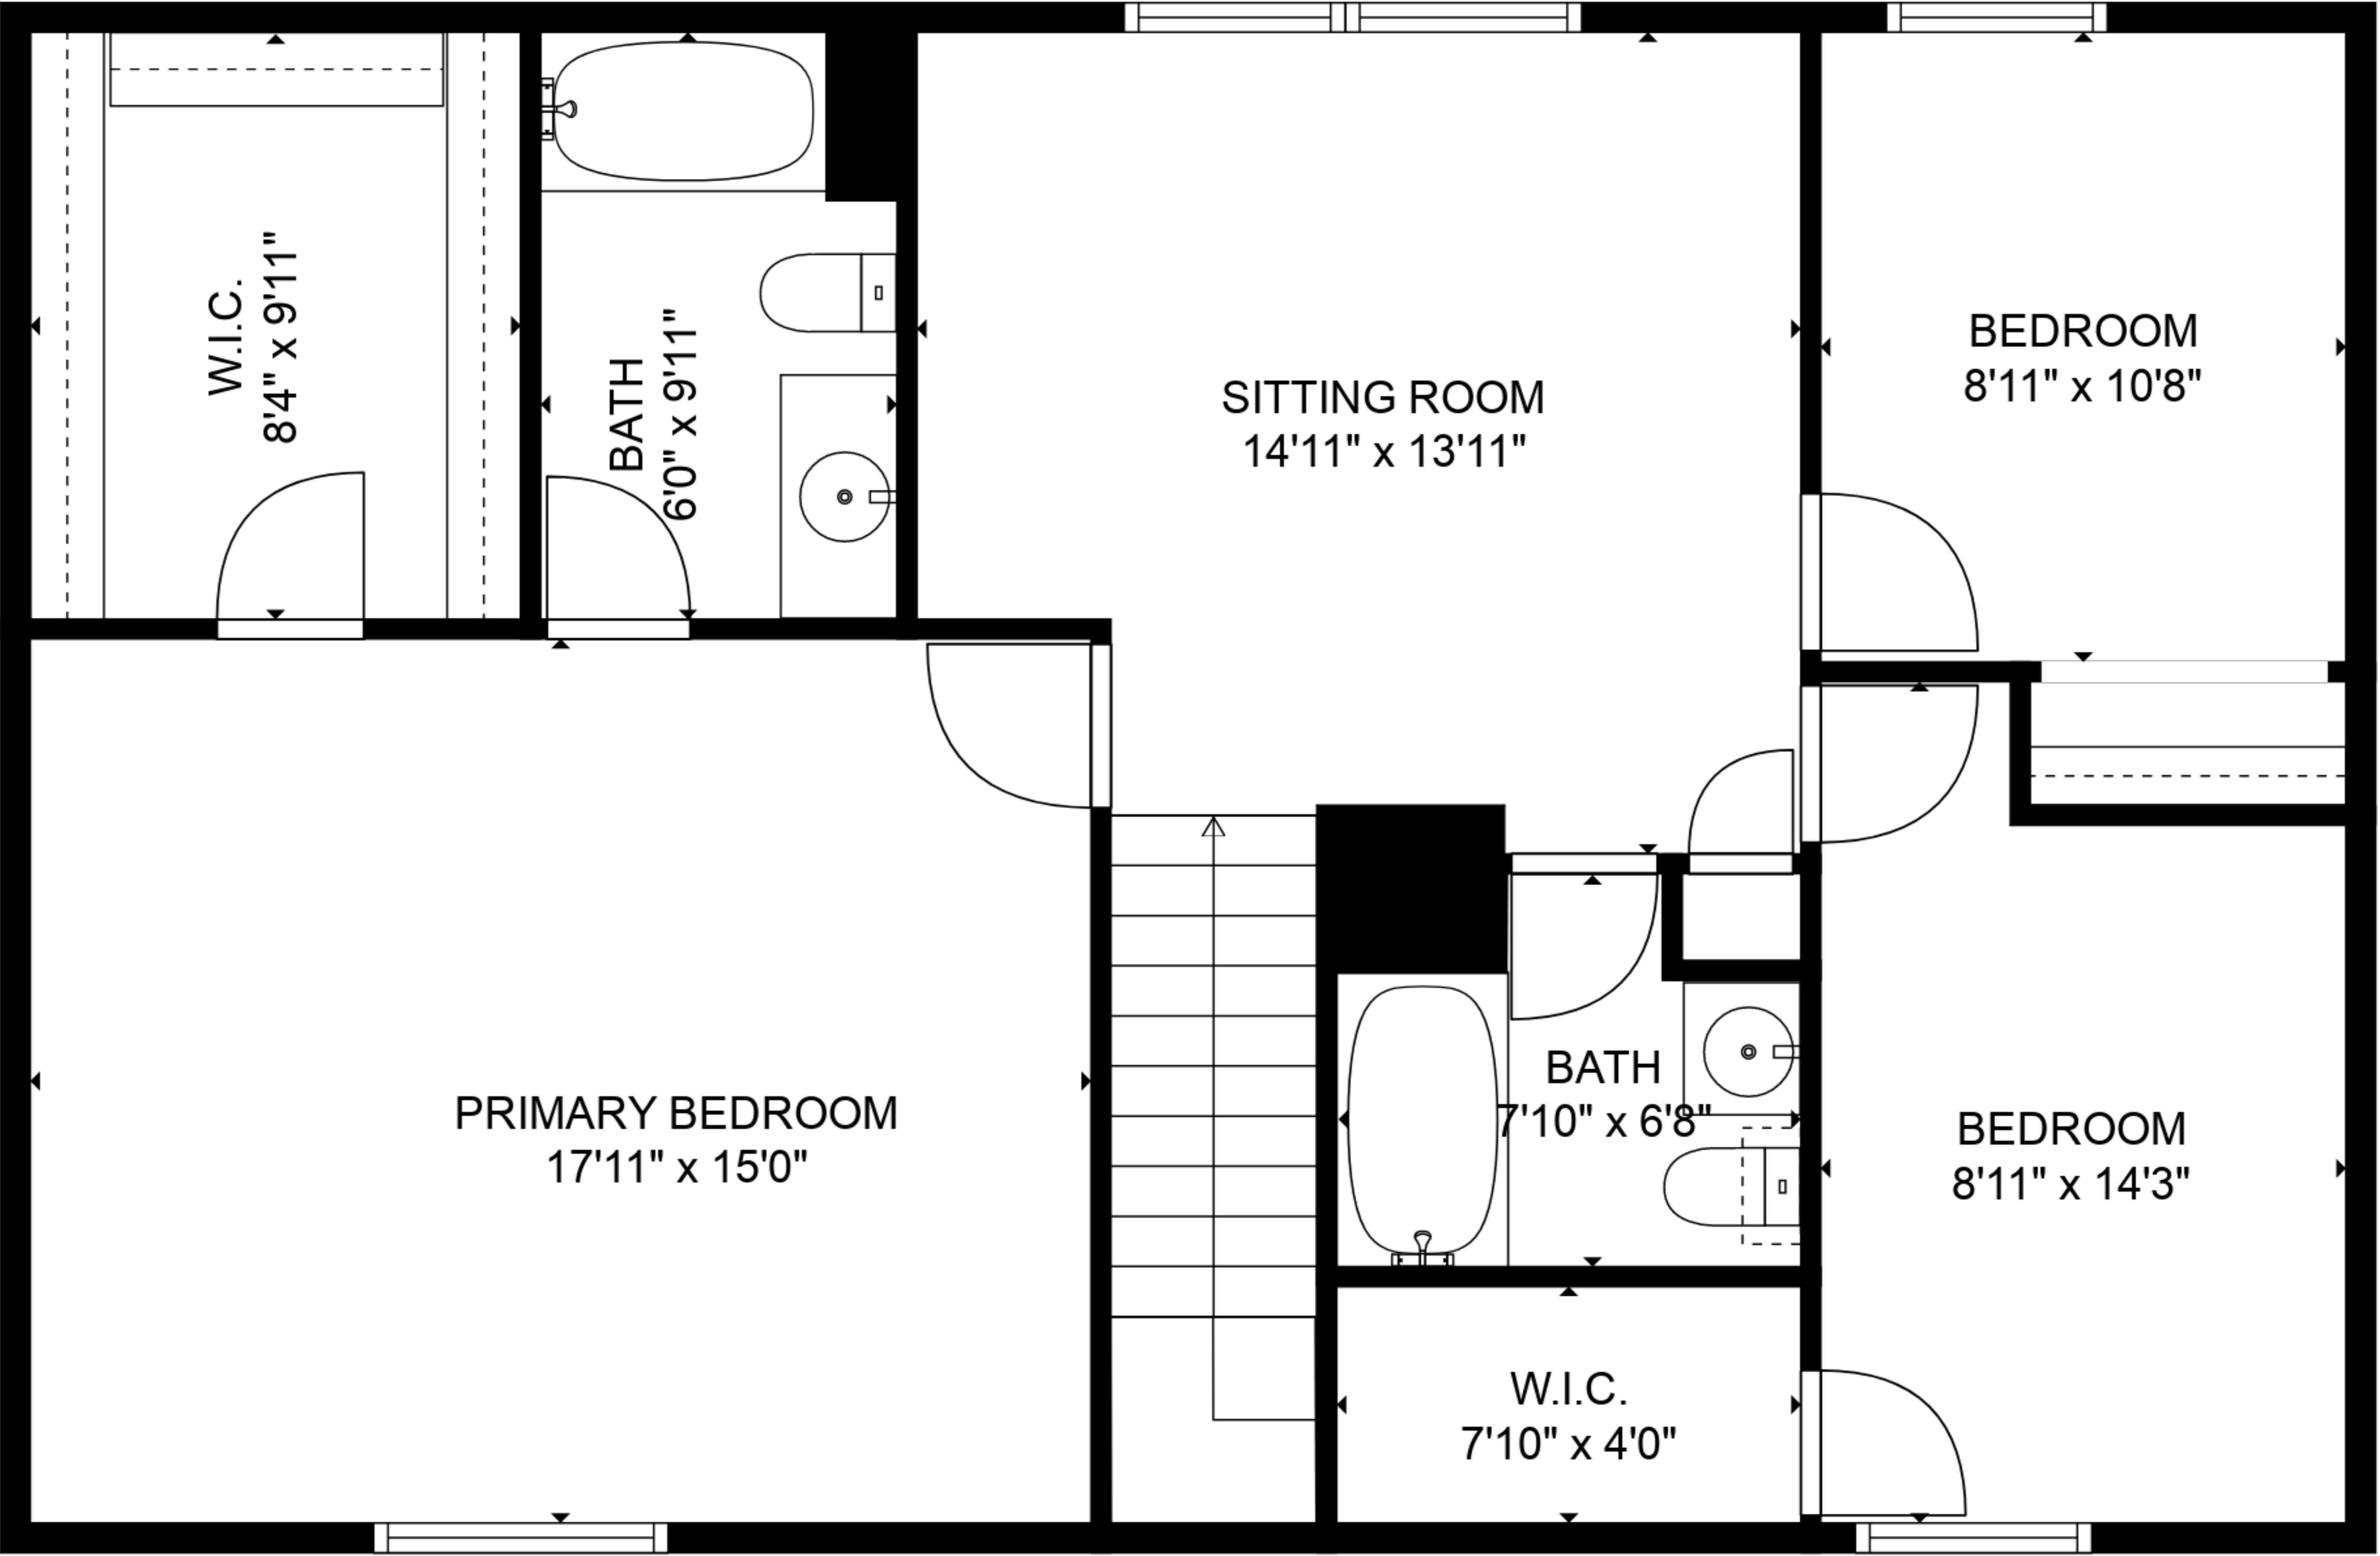 W.I.C.
8'4" x 9'11"
BATH
6'0" x 9'11"
SITTING ROOM
14'11" x 13'11"
BEDROOM
8'11" x 10'8"
PRIMARY BEDROOM
17'11" x 15'0"
BATH
7'10" x 6'8"
BEDROOM
8'11" x 14'3"
W.I.C.
7'10" x 4'0"